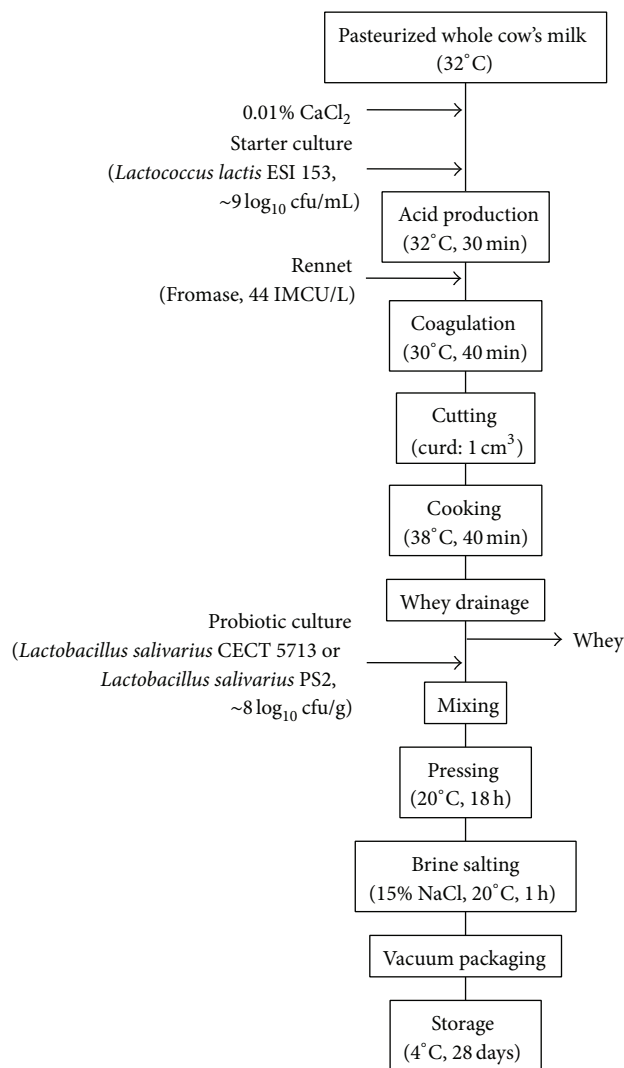 Pasteurized whole cow's milk
(32°C)
0.01% CaCl₂
Starter culture
(Lactococcus lactis ESI 153,
~9 log₁₀ cfu/mL)
Acid production
(32°C, 30 min)
Rennet
(Fromase, 44 IMCU/L)
Coagulation
(30°C, 40 min)
Cutting
(curd: 1 cm³)
Cooking
(38°C, 40 min)
Whey drainage
Whey
Probiotic culture
(Lactobacillus salivarius CECT 5713 or
Lactobacillus salivarius PS2,
~8 log₁₀ cfu/g)
Mixing
Pressing
(20°C, 18 h)
Brine salting
(15% NaCl, 20°C, 1 h)
Vacuum packaging
Storage
(4°C, 28 days)